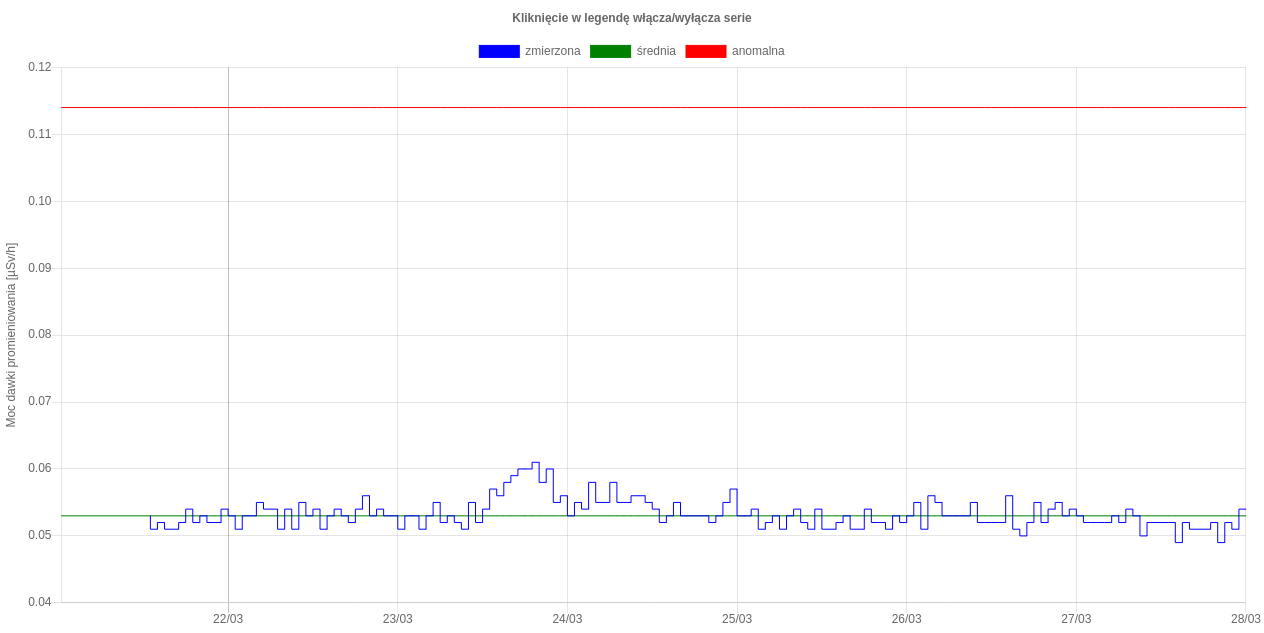 Kliknięcie w legendę włącza/wyłącza serie
zmierzona średnia anomalna
Moc dawki promieniowania [µSv/h]
0.12
0.11
0.10
0.09
0.08
0.07
0.06
0.05
0.04
22/03 23/03 24/03 25/03 26/03 27/03 28/03